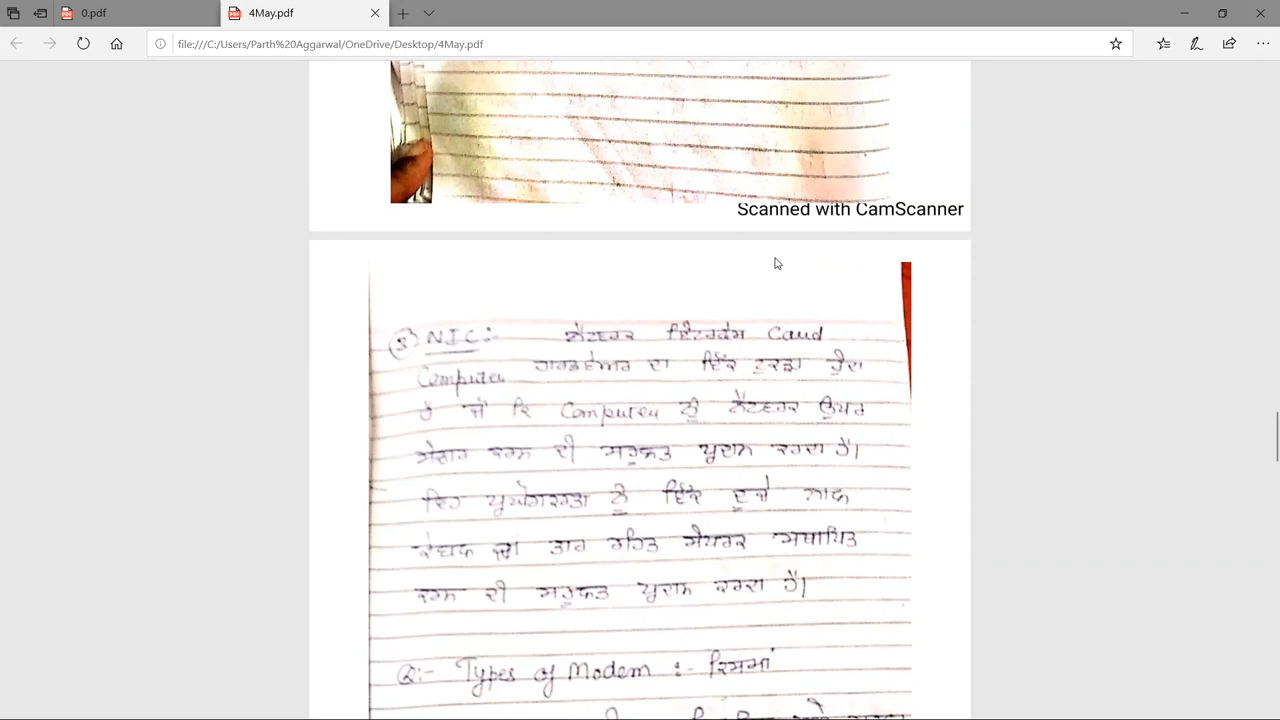 0.pdf
4May.pdf
file:///C:/Users/Parth%20Aggarwal/OneDrive/Desktop/4May.pdf
Scanned with CamScanner
(3) NIC:- ਨੈਟਵਰਕ ਇੰਟਰਫੇਸ Card
Computer ਹਾਰਡਵੇਅਰ ਦਾ ਇੱਕ ਟੁਕੜਾ ਹੁੰਦਾ
ਹੈ ਜੋ ਕਿ Computer ਨੂੰ ਨੈਟਵਰਕ ਉਪਰ
ਸੰਚਾਰ ਕਰਨ ਦੀ ਸਹੂਲਤ ਪ੍ਰਦਾਨ ਕਰਦਾ ਹੈ।
ਇਹ ਪ੍ਰਯੋਗਕਰਤਾ ਨੂੰ ਇੱਕ ਦੂਜੇ ਨਾਲ
ਕੇਬਲ ਜਾਂ ਤਾਰ ਰਹਿਤ ਸੰਪਰਕ ਸਥਾਪਿਤ
ਕਰਨ ਦੀ ਸਹੂਲਤ ਪ੍ਰਦਾਨ ਕਰਦਾ ਹੈ।
Q:- Types of Modem :- ਕਿਸਮਾਂ